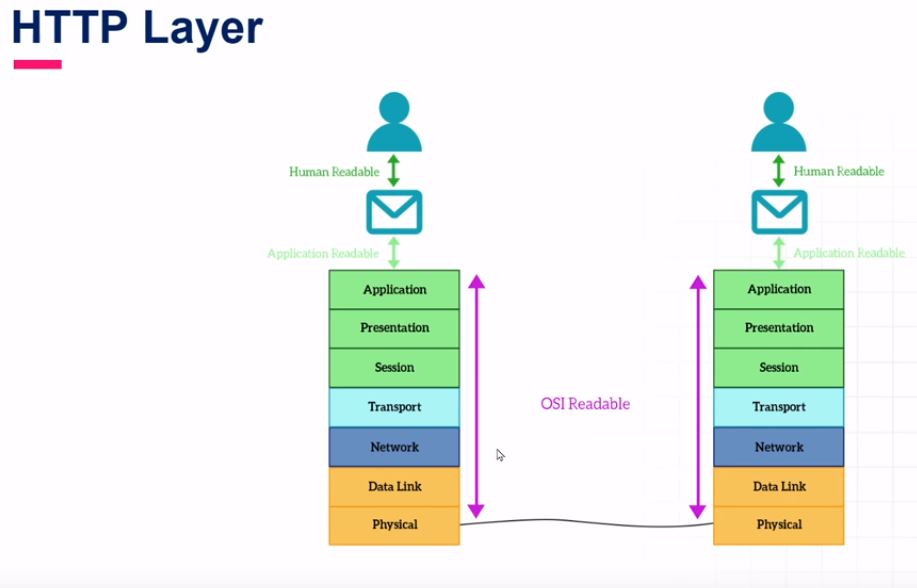 HTTP Layer
Human Readable
Human Readable
Application Readable
Application Readable
Application
Application
Presentation
Presentation
Session
Session
Transport
OSI Readable
Transport
Network
Network
Data Link
Data Link
Physical
Physical